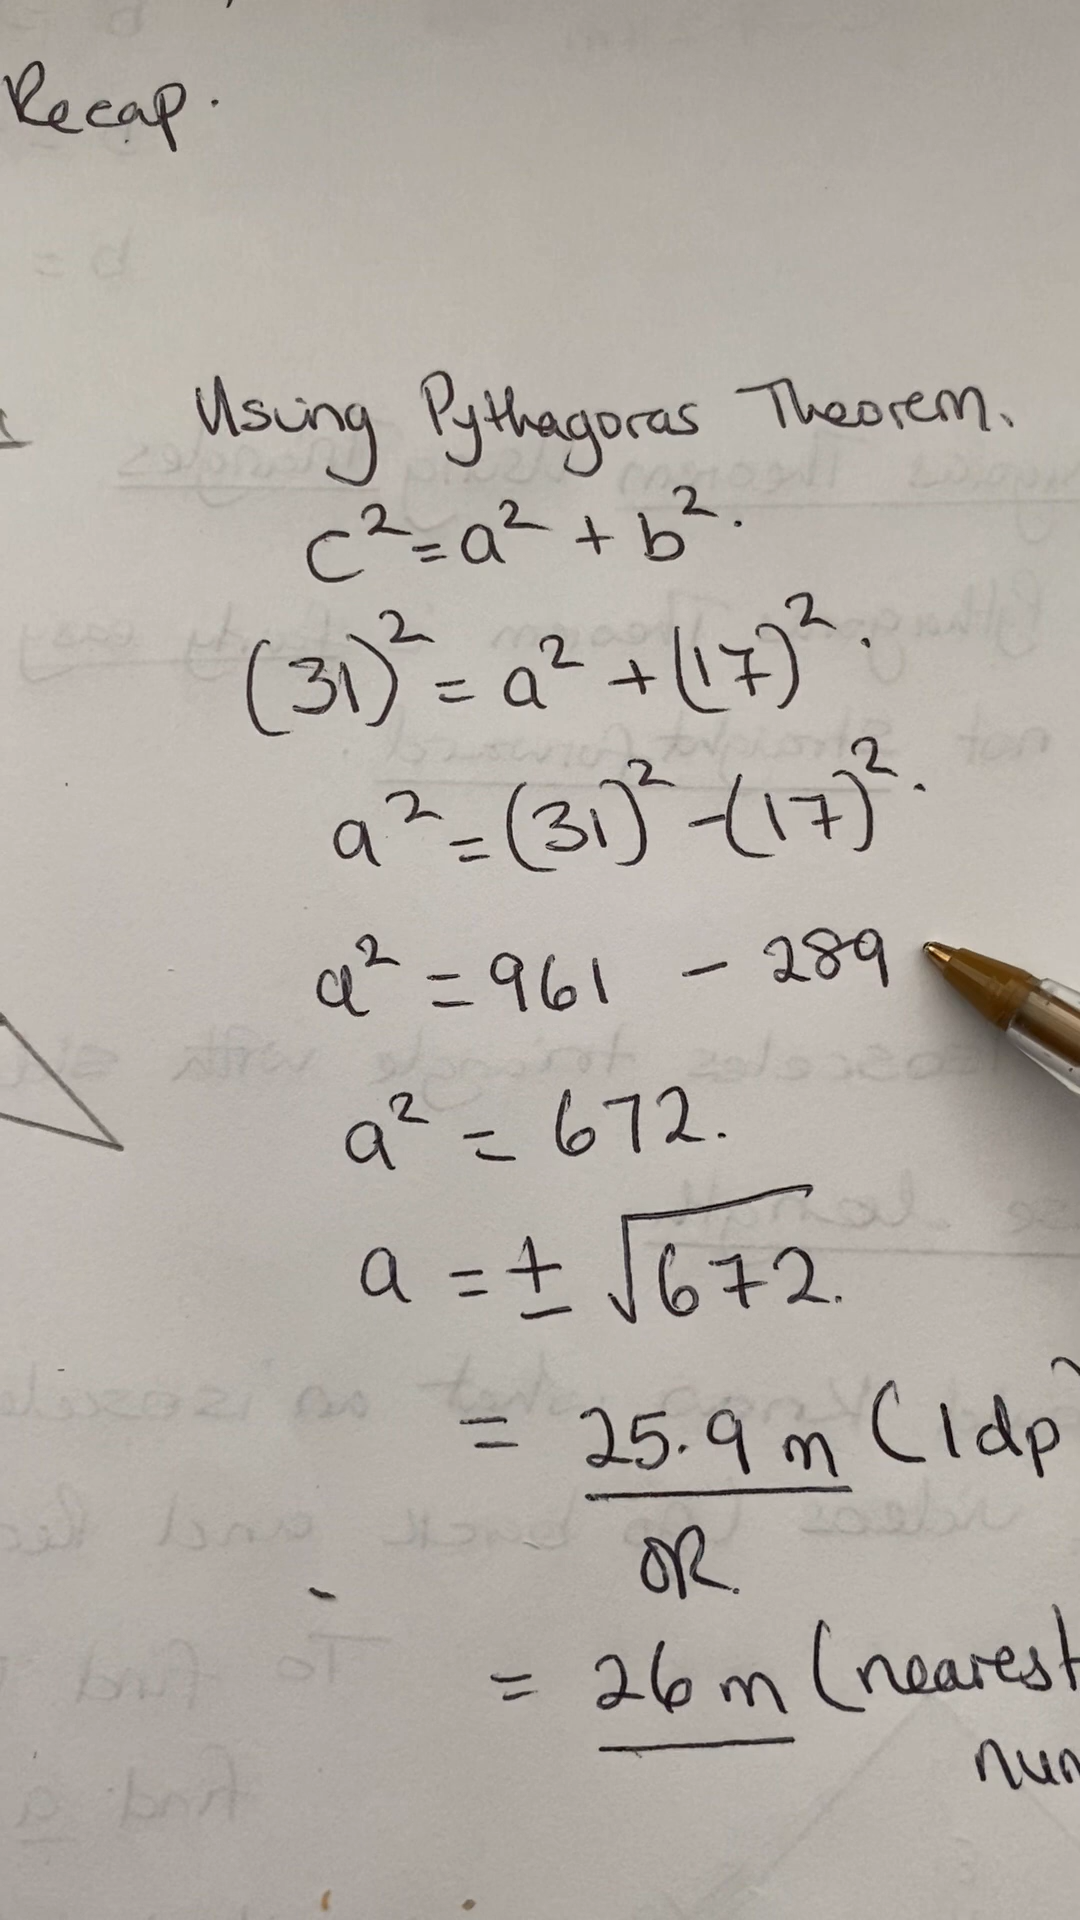 Recap.
Using Pythagoras Theorem.
c² = a² + b².
(31)² = a² + (17)².
a² = (31)² - (17)².
a² = 961 - 289
a² = 672.
a = ± √672.
= 25.9 m (1dp)
OR.
= 26 m (nearest